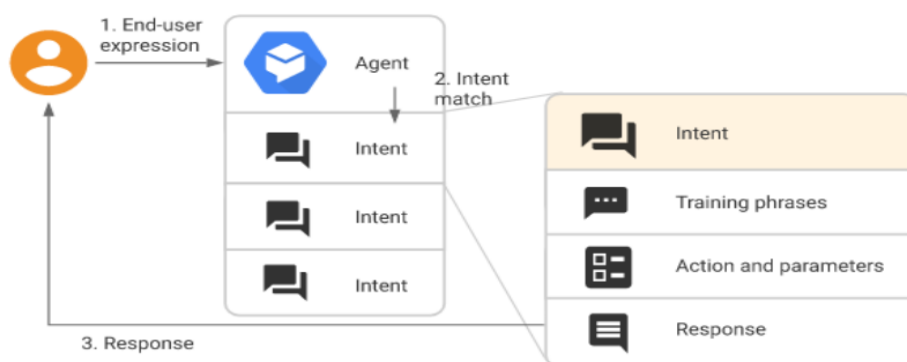 1. End-user
expression
Agent
2. Intent
match
Intent
Intent
Intent
Intent
Training phrases
Action and parameters
Response
3. Response